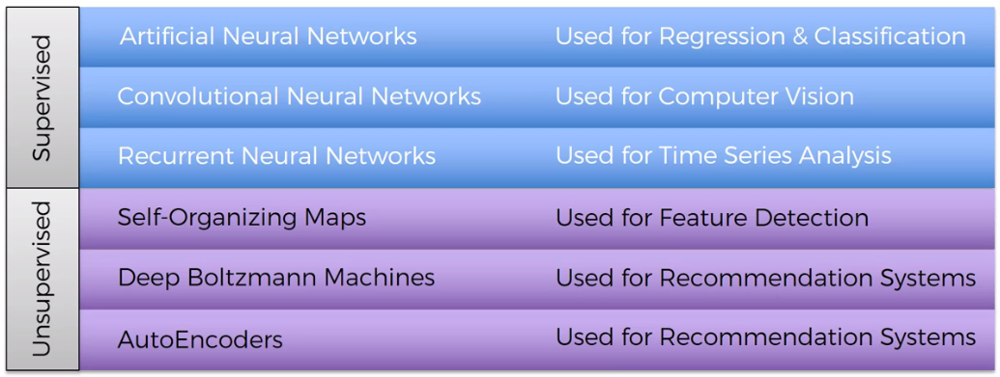 Supervised
Artificial Neural Networks Used for Regression & Classification
Convolutional Neural Networks Used for Computer Vision
Recurrent Neural Networks Used for Time Series Analysis
Unsupervised
Self-Organizing Maps Used for Feature Detection
Deep Boltzmann Machines Used for Recommendation Systems
AutoEncoders Used for Recommendation Systems